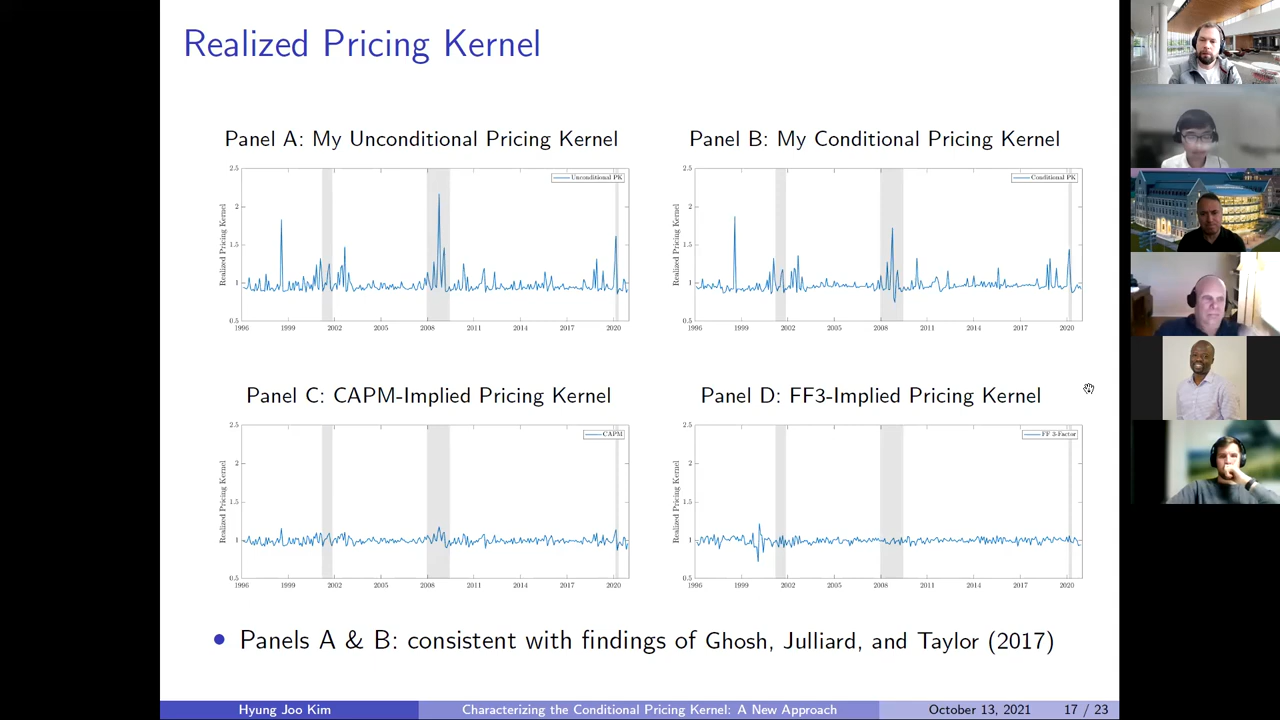 Realized Pricing Kernel
Panel A: My Unconditional Pricing Kernel
2.5
2
1.5
1
0.5
Realized Pricing Kernel
Unconditional PK
1996 1999 2002 2005 2008 2011 2014 2017 2020
Panel B: My Conditional Pricing Kernel
2.5
2
1.5
1
0.5
Realized Pricing Kernel
Conditional PK
1996 1999 2002 2005 2008 2011 2014 2017 2020
Panel C: CAPM-Implied Pricing Kernel
2.5
2
1.5
1
0.5
Realized Pricing Kernel
CAPM
1996 1999 2002 2005 2008 2011 2014 2017 2020
Panel D: FF3-Implied Pricing Kernel
2.5
2
1.5
1
0.5
Realized Pricing Kernel
FF 3-Factor
1996 1999 2002 2005 2008 2011 2014 2017 2020
• Panels A & B: consistent with findings of Ghosh, Julliard, and Taylor (2017)
Hyung Joo Kim Characterizing the Conditional Pricing Kernel: A New Approach October 13, 2021 17 / 23